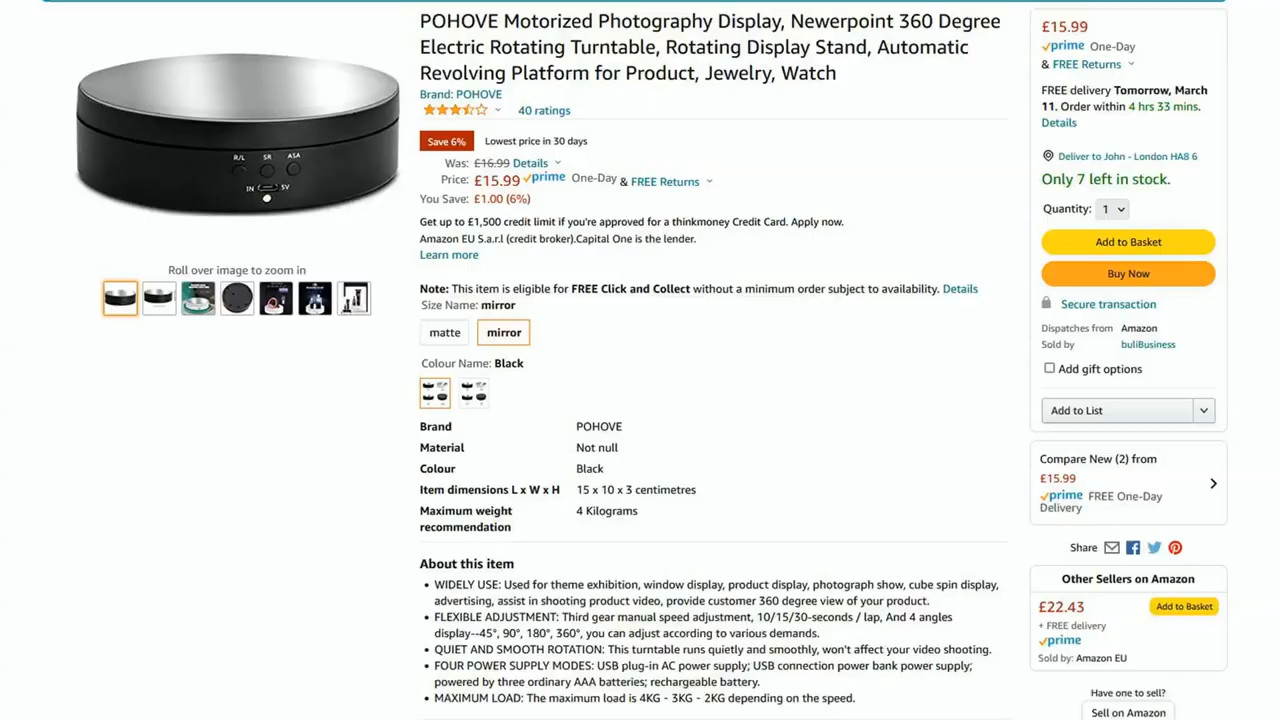 POHOVE Motorized Photography Display, Newerpoint 360 Degree
Electric Rotating Turntable, Rotating Display Stand, Automatic
Revolving Platform for Product, Jewelry, Watch
Brand: POHOVE
40 ratings
Save 6% Lowest price in 30 days
Was: £16.99 Details
Price: £15.99 prime One-Day & FREE Returns
You Save: £1.00 (6%)
Get up to £1,500 credit limit if you're approved for a thinkmoney Credit Card. Apply now.
Amazon EU S.a.r.l (credit broker).Capital One is the lender.
Learn more
Note: This item is eligible for FREE Click and Collect without a minimum order subject to availability. Details
Size Name: mirror
matte mirror
Colour Name: Black
Brand POHOVE
Material Not null
Colour Black
Item dimensions L x W x H 15 x 10 x 3 centimetres
Maximum weight 4 Kilograms
recommendation
About this item
• WIDELY USE: Used for theme exhibition, window display, product display, photograph show, cube spin display,
advertising, assist in shooting product video, provide customer 360 degree view of your product.
• FLEXIBLE ADJUSTMENT: Third gear manual speed adjustment, 10/15/30-seconds / lap, And 4 angles
display--45°, 90°, 180°, 360°, you can adjust according to various demands.
• QUIET AND SMOOTH ROTATION: This turntable runs quietly and smoothly, won't affect your video shooting.
• FOUR POWER SUPPLY MODES: USB plug-in AC power supply; USB connection power bank power supply;
powered by three ordinary AAA batteries; rechargeable battery.
• MAXIMUM LOAD: The maximum load is 4KG - 3KG - 2KG depending on the speed.
R/L SR ASA
IN 5V
Roll over image to zoom in
£15.99
prime One-Day
& FREE Returns
FREE delivery Tomorrow, March
11. Order within 4 hrs 33 mins.
Details
Deliver to John - London HA8 6
Only 7 left in stock.
Quantity: 1
Add to Basket
Buy Now
Secure transaction
Dispatches from Amazon
Sold by buliBusiness
Add gift options
Add to List
Compare New (2) from
£15.99
prime FREE One-Day
Delivery
Share
Other Sellers on Amazon
£22.43 Add to Basket
+ FREE delivery
prime
Sold by: Amazon EU
Have one to sell?
Sell on Amazon